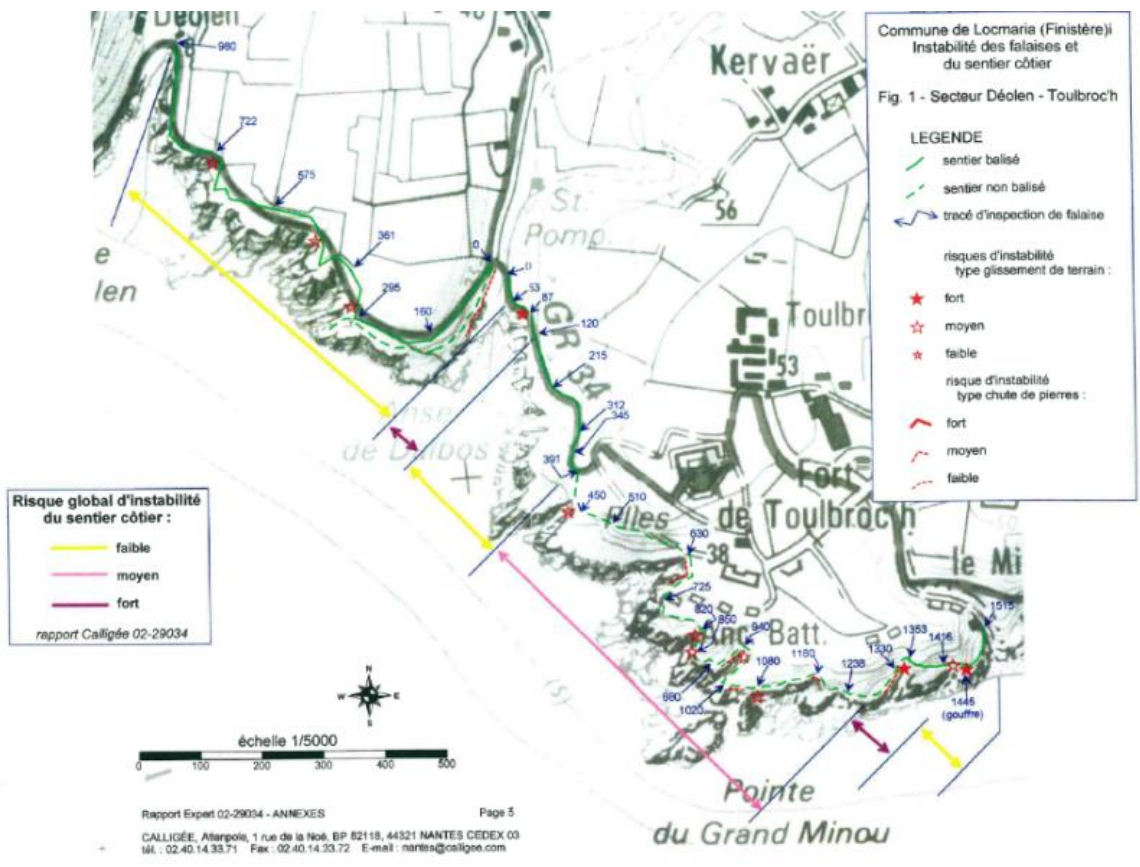 Déolen
Kervaër
56
St.
Pomp.
GR 34
Toulbr
53
Anse
de Dalbos
e
len
Fort
de Toulbroc'h
Elles
38
le Mi
Anc Batt.
Pointe
du Grand Minou
(S)
980
722
575
361
295
160
0
0
53
87
120
215
312
345
391
450
510
630
725
820
850
940
980
1020
1080
1160
1238
1330
1353
1416
1515
1445
(gouffre)
Commune de Locmaria (Finistère)i
Instabilité des falaises et
du sentier côtier
Fig. 1 - Secteur Déolen - Toulbroc'h
LEGENDE
sentier balisé
sentier non balisé
tracé d'inspection de falaise
risques d'instabilité
type glissement de terrain :
fort
moyen
faible
risque d'instabilité
type chute de pierres :
fort
moyen
faible
Risque global d'instabilité
du sentier côtier :
faible
moyen
fort
rapport Calligée 02-29034
N
W E
S
échelle 1/5000
0 100 200 300 400 500
Rapport Expert 02-29034 - ANNEXES Page 5
CALLIGÉE, Atlanpole, 1 rue de la Noë, BP 82118, 44321 NANTES CEDEX 03
tél. : 02.40.14.33.71 Fax : 02.40.14.33.72 E-mail : nantes@calligee.com